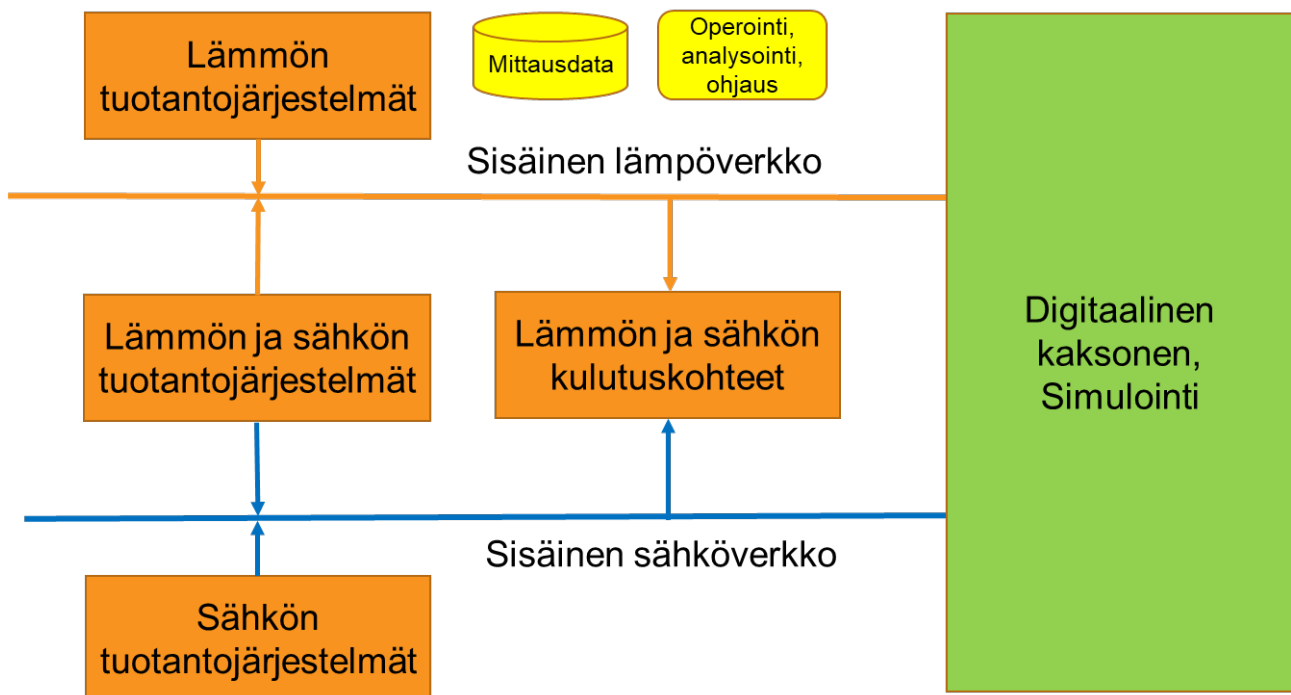 Lämmön
tuotantojärjestelmät
Mittausdata
Operointi,
analysointi,
ohjaus
Sisäinen lämpöverkko
Lämmön ja sähkön
tuotantojärjestelmät
Lämmön ja sähkön
kulutuskohteet
Digitaalinen
kaksonen,
Simulointi
Sisäinen sähköverkko
Sähkön
tuotantojärjestelmät